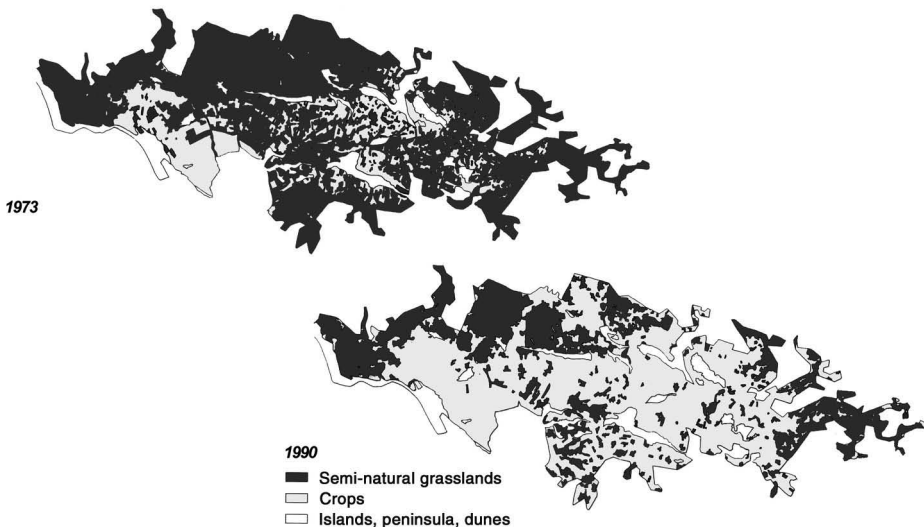 1973
1990
Semi-natural grasslands
Crops
Islands, peninsula, dunes